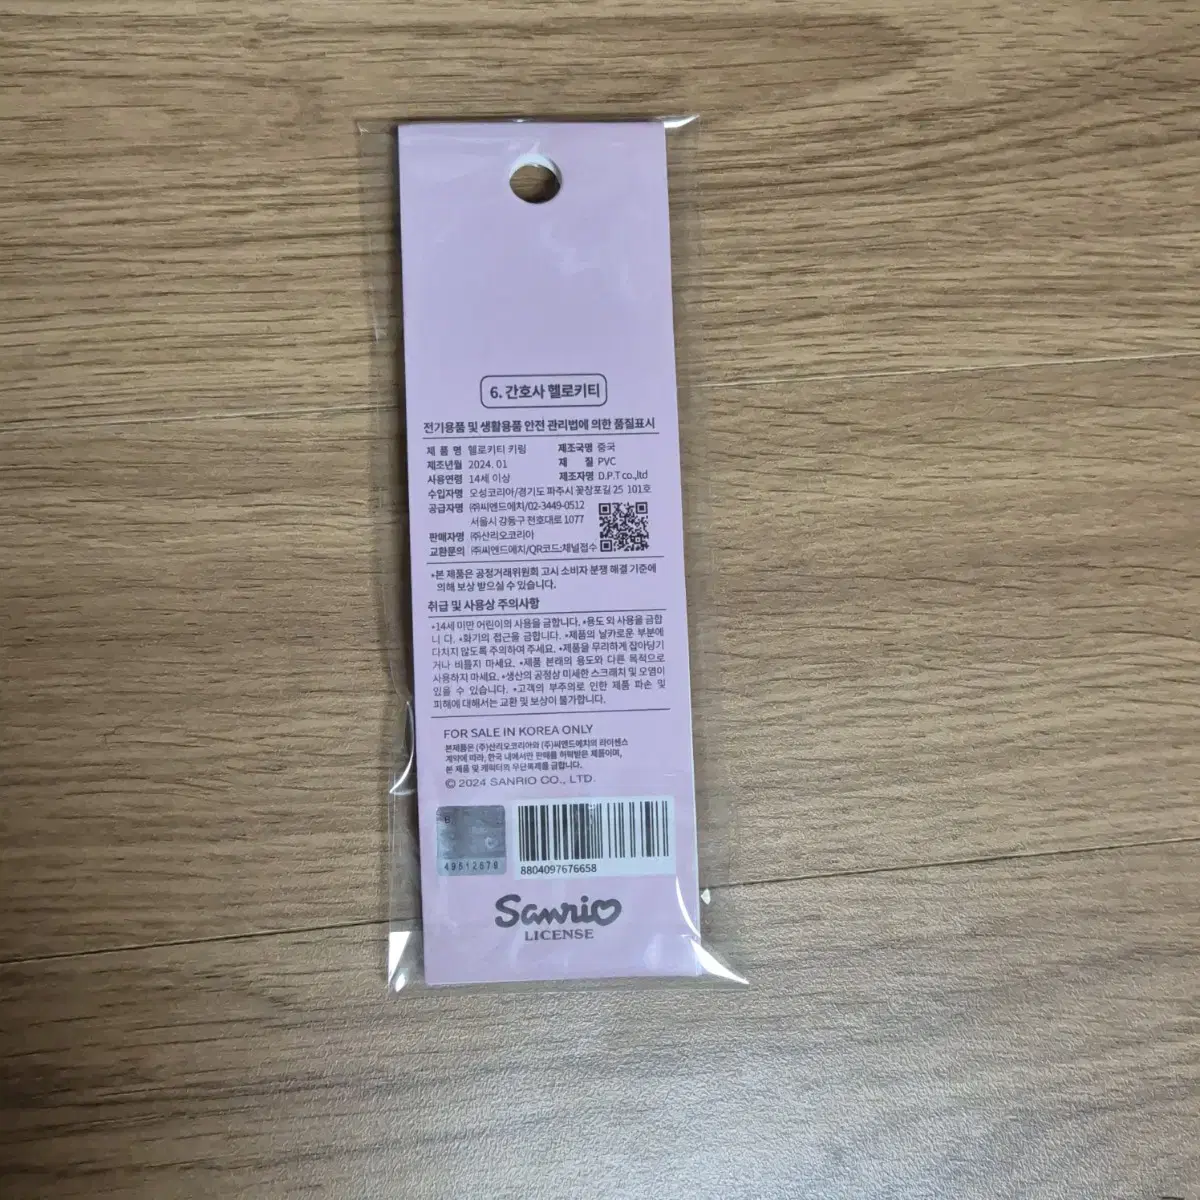 6. 간호사 헬로키티
전기용품 및 생활용품 안전 관리법에 의한 품질표시
제 품 명 헬로키티 키링 제조국명 중국
제조년월 2024. 01 재 질 PVC
사용연령 14세 이상 제조자명 D.P.T co.,ltd
수입자명 오성코리아/경기도 파주시 꽃창포길 25 101호
공급자명 ㈜씨엔드에치/02-3449-0512
서울시 강동구 천호대로 1077
판매자명 ㈜산리오코리아
교환문의 ㈜씨엔드에치/QR코드:채널접수
•본 제품은 공정거래위원회 고시 소비자 분쟁 해결 기준에
의해 보상 받으실 수 있습니다.
취급 및 사용상 주의사항
•14세 미만 어린이의 사용을 금합니다. •용도 외 사용을 금합
니 다. •화기의 접근을 금합니다. •제품의 날카로운 부분에
다치지 않도록 주의하여 주세요. •제품을 무리하게 잡아당기
거나 비틀지 마세요. •제품 본래의 용도와 다른 목적으로
사용하지 마세요. •생산의 공정상 미세한 스크래치 및 오염이
있을 수 있습니다. •고객의 부주의로 인한 제품 파손 및
피해에 대해서는 교환 및 보상이 불가합니다.
FOR SALE IN KOREA ONLY
본제품은 (주)산리오코리아와 (주)씨엔드에치의 라이센스
계약에 따라, 한국 내에서만 판매를 허락받은 제품이며,
본 제품 및 캐릭터의 무단복제를 금합니다.
© 2024 SANRIO CO., LTD.
49512679
8804097676658
Sanrio
LICENSE